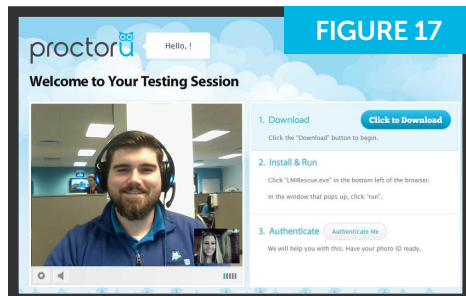 FIGURE 17
proctorU
Hello, !
Welcome to Your Testing Session
1. Download
Click to Download
Click the "Download" button to begin.
2. Install & Run
Click "LMIRescue.exe" in the bottom left of the browser.
In the window that pops up, click "run".
3. Authenticate
Authenticate Me
We will help you with this. Have your photo ID ready.